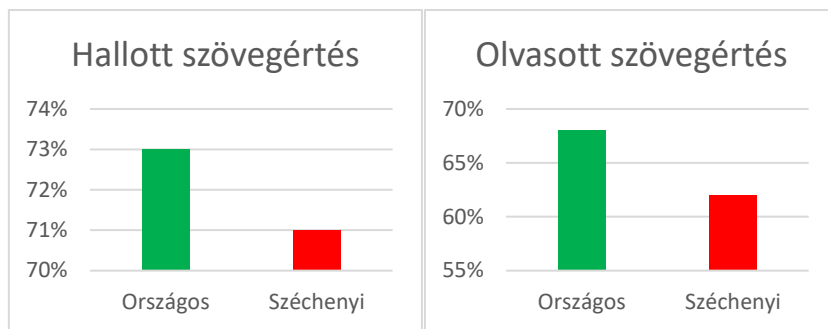 Hallott szövegértés
74%
73%
72%
71%
70%
Országos Széchenyi
Olvasott szövegértés
70%
65%
60%
55%
Országos Széchenyi